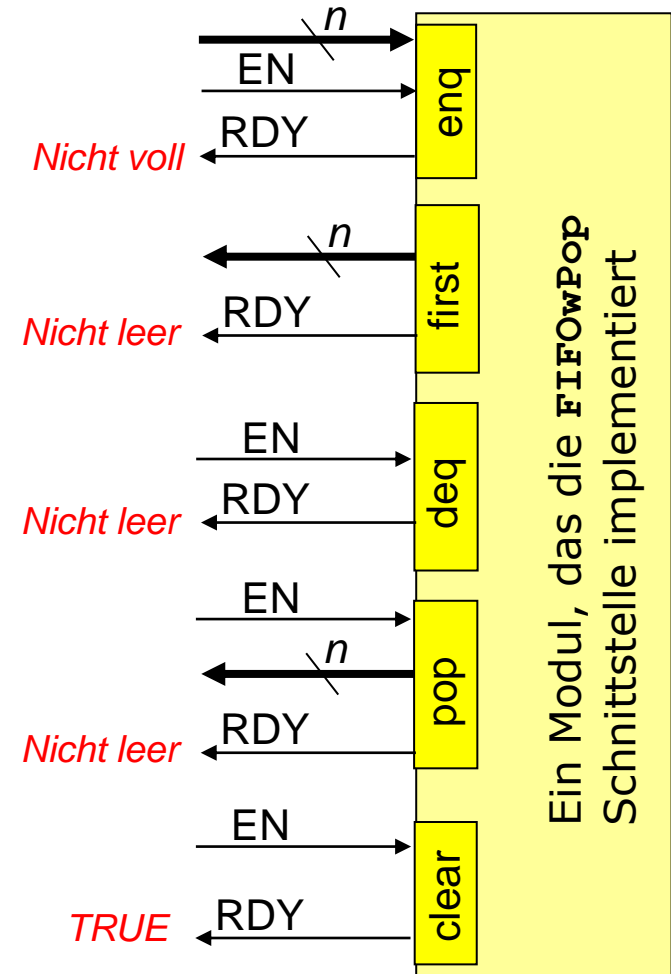 n
EN
enq
RDY
Nicht voll
n
first
RDY
Nicht leer
EN
deq
RDY
Nicht leer
EN
n
pop
RDY
Nicht leer
EN
clear
RDY
TRUE
Ein Modul, das die FIFOwPop
Schnittstelle implementiert